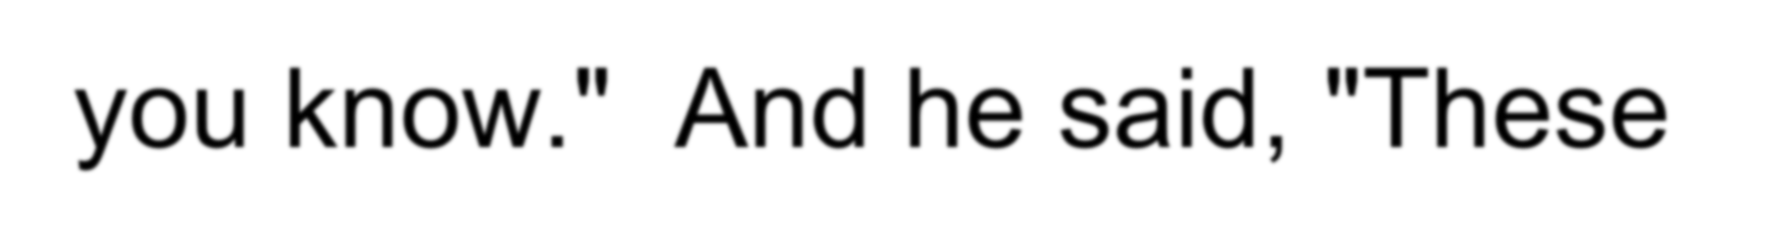 you know."  And he said, "These